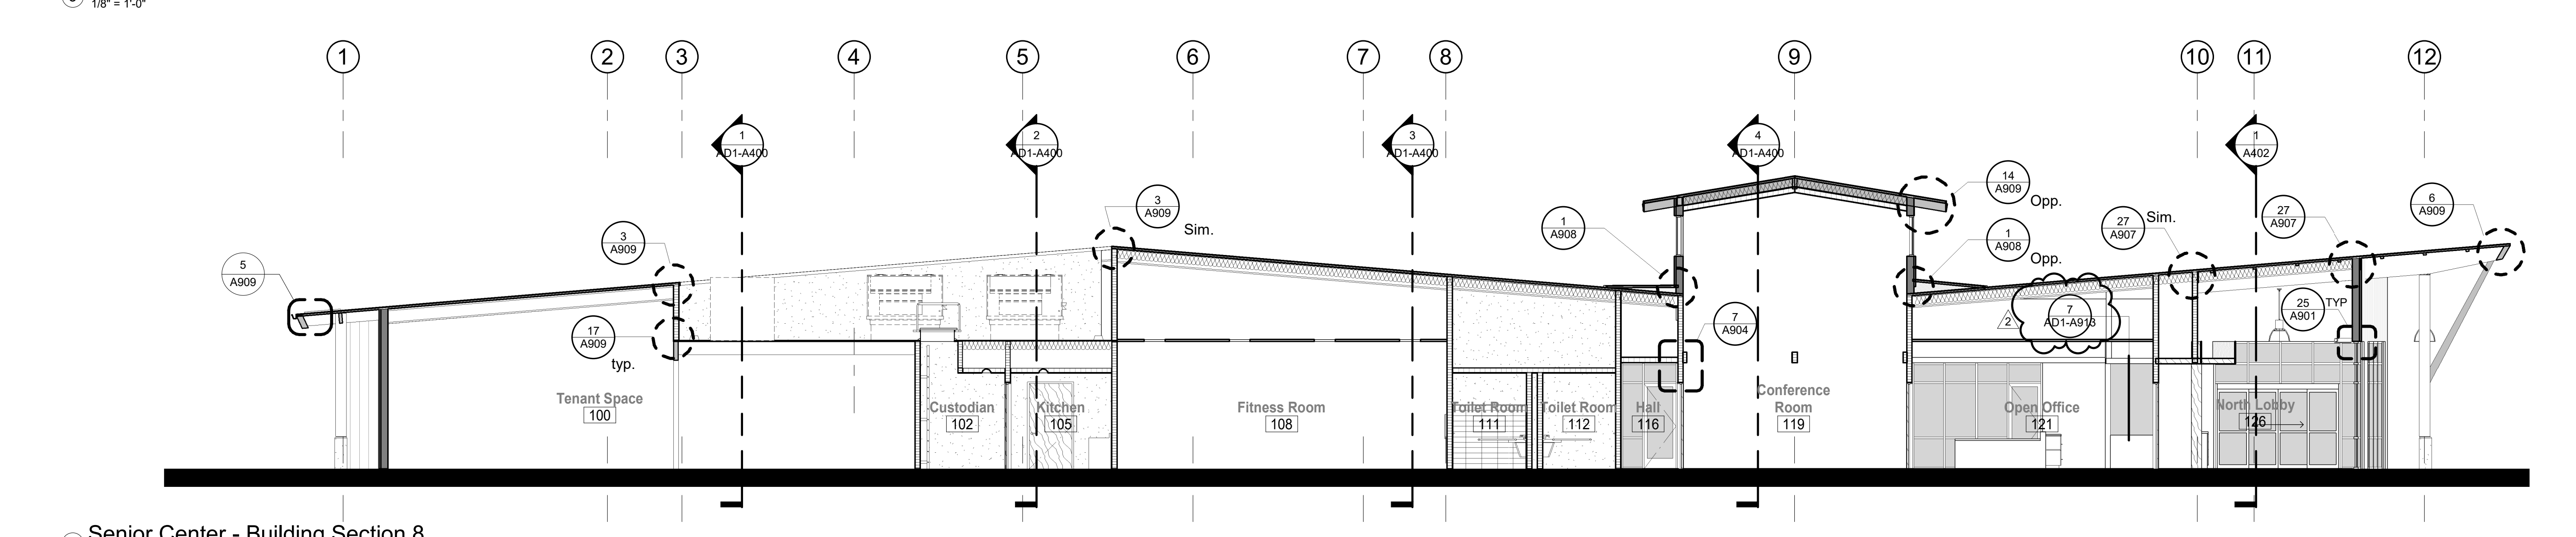 1/8" = 1'-0"
1
2
3
4
5
6
7
8
9
10
11
12
1
AD1-A400
2
AD1-A400
3
AD1-A400
4
AD1-A400
1
A402
14
A909
Opp.
3
A909
Sim.
3
A909
5
A909
17
A909
typ.
1
A908
1
A908
Opp.
27
A907
Sim.
27
A907
6
A909
7
A904
2
7
AD1-A913
25
A901
TYP
Tenant Space
100
Custodian
102
Kitchen
105
Fitness Room
108
Toilet Room
111
Toilet Room
112
Hall
116
Conference
Room
119
Open Office
121
North Lobby
126
Senior Center - Building Section 8